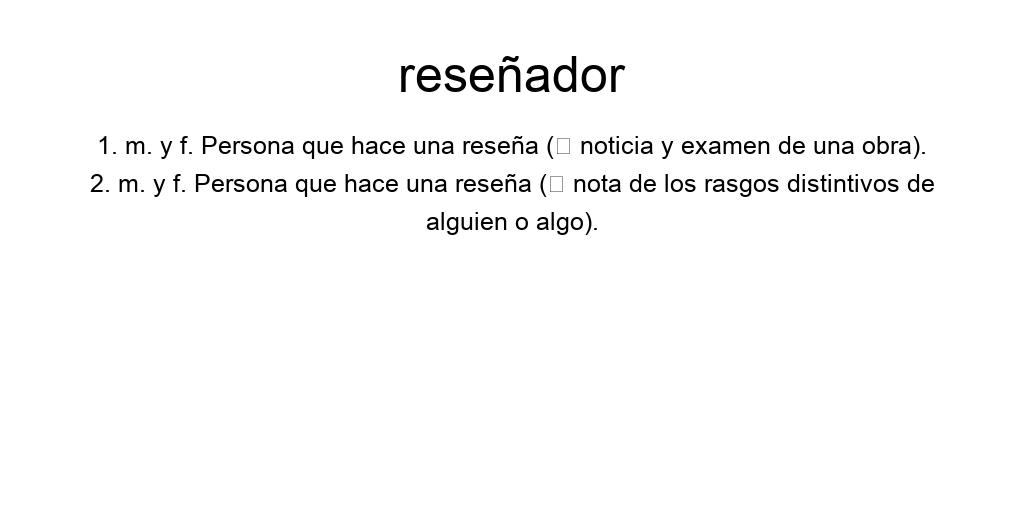 reseñador
1. m. y f. Persona que hace una reseña (▯ noticia y examen de una obra).
2. m. y f. Persona que hace una reseña (▯ nota de los rasgos distintivos de
alguien o algo).